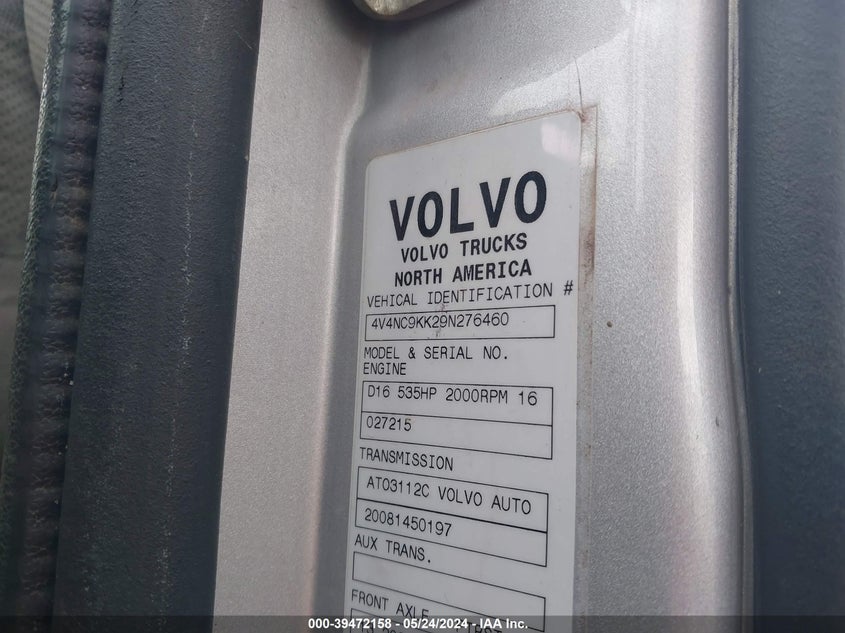 VOLVO
VOLVO TRUCKS
NORTH AMERICA
VEHICAL IDENTIFICATION #
4V4NC9KK29N276460
MODEL & SERIAL NO.
ENGINE
D16 535HP 2000RPM 16
027215
TRANSMISSION
ATO3112C VOLVO AUTO
20081450197
AUX TRANS.
FRONT AXLE
000-39472158 - 05/24/2024 - IAA Inc.